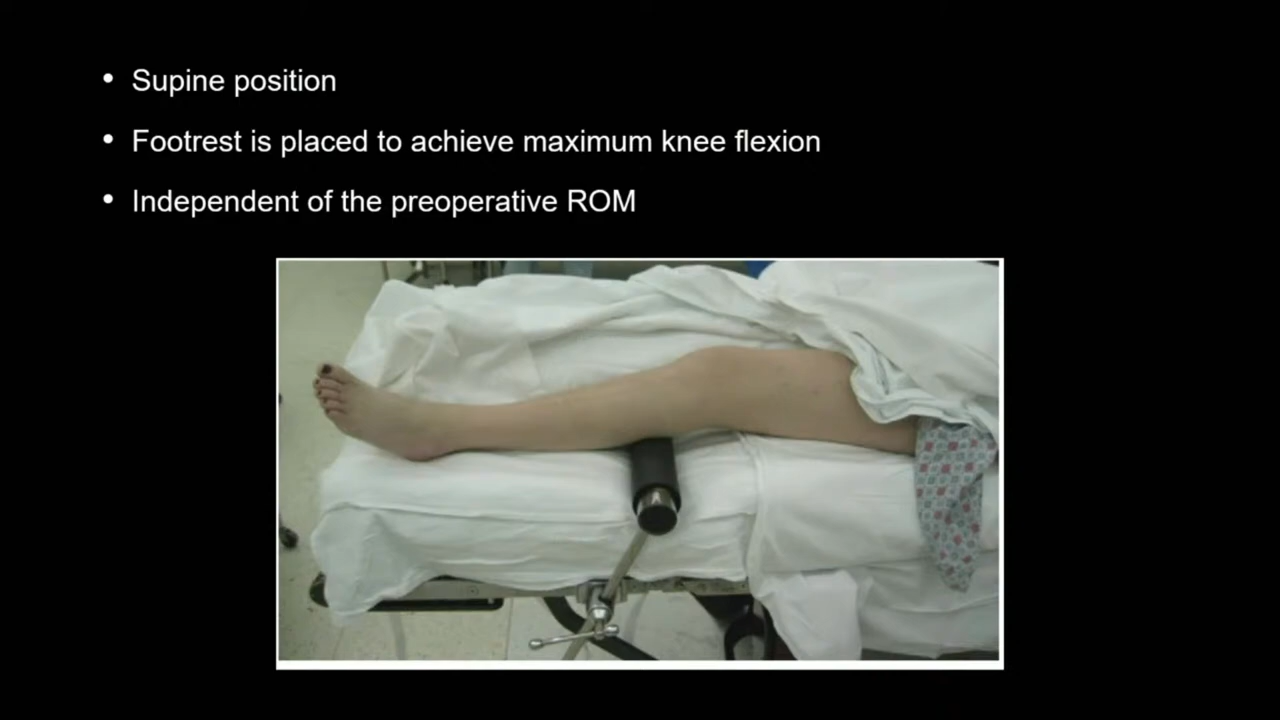 • Supine position
• Footrest is placed to achieve maximum knee flexion
• Independent of the preoperative ROM